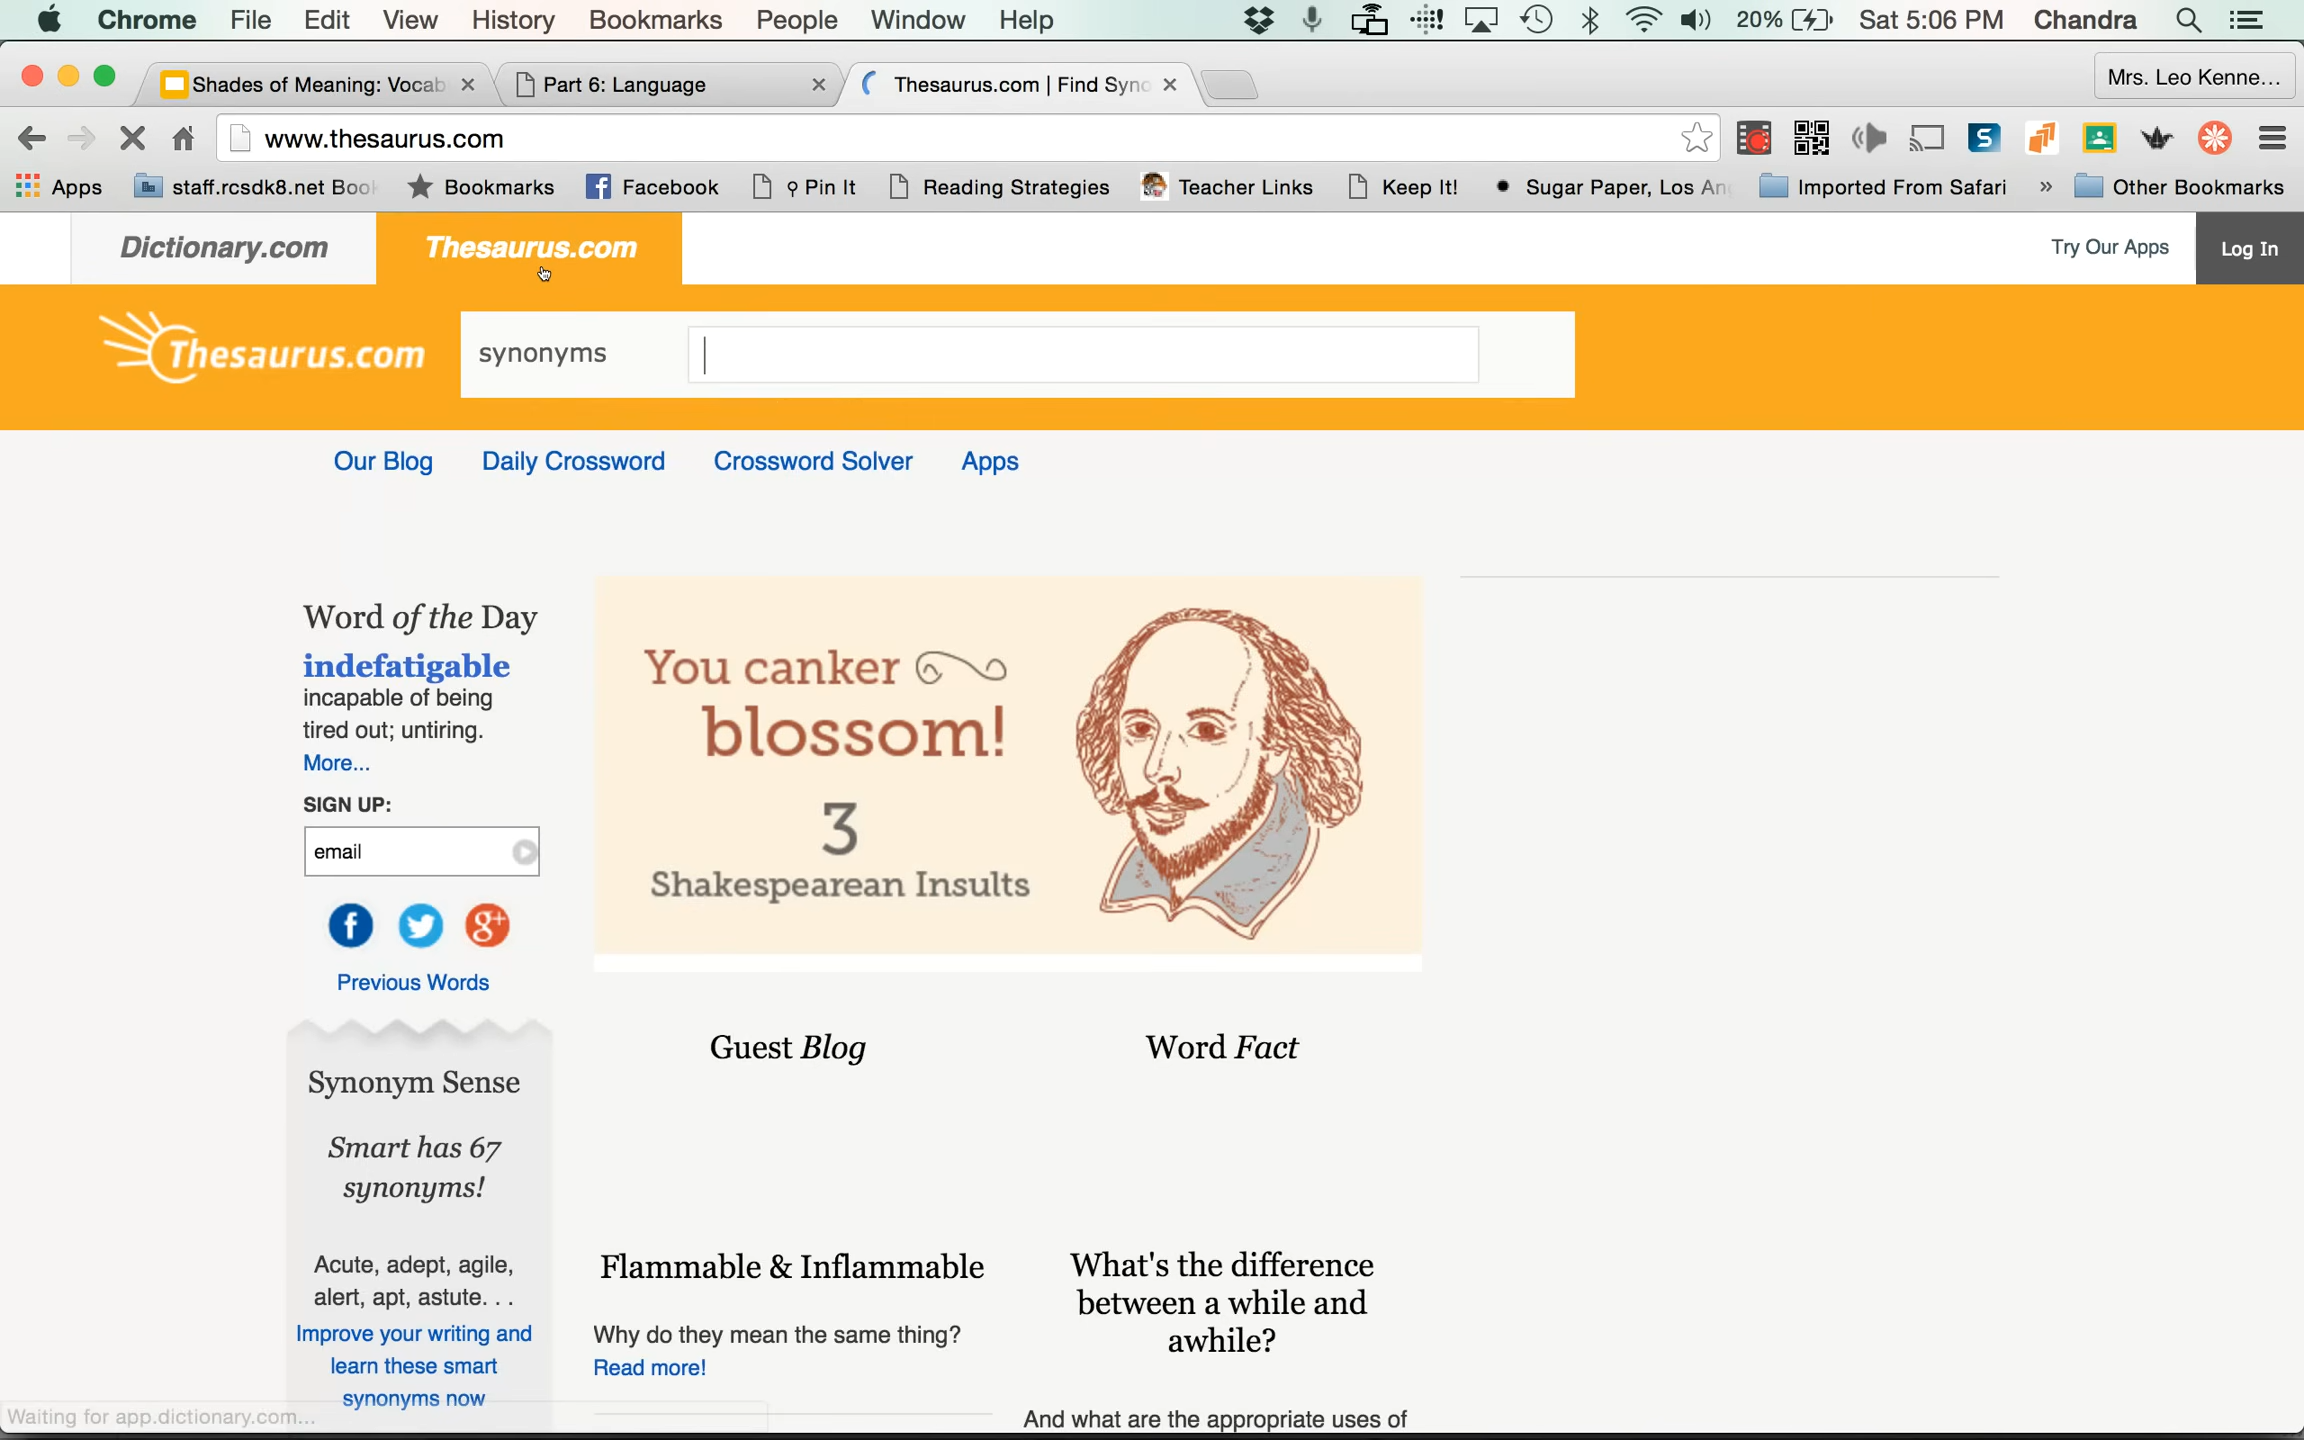 Chrome File Edit View History Bookmarks People Window Help 20% Sat 5:06 PM Chandra
Shades of Meaning: Vocab Part 6: Language Thesaurus.com | Find Syno Mrs. Leo Kenne...
www.thesaurus.com
Apps staff.rcsdk8.net Book Bookmarks Facebook Pin It Reading Strategies Teacher Links Keep It! Sugar Paper, Los An Imported From Safari » Other Bookmarks
Dictionary.com Thesaurus.com Try Our Apps Log In
Thesaurus.com synonyms
Our Blog Daily Crossword Crossword Solver Apps
Word of the Day
indefatigable
incapable of being
tired out; untiring.
More...
SIGN UP:
email
f g+
Previous Words
You canker
blossom!
3
Shakespearean Insults
Synonym Sense
Smart has 67
synonyms!
Acute, adept, agile,
alert, apt, astute. . .
Improve your writing and
learn these smart
synonyms now
Guest Blog
Flammable & Inflammable
Why do they mean the same thing?
Read more!
Word Fact
What's the difference
between a while and
awhile?
And what are the appropriate uses of
Waiting for app.dictionary.com...